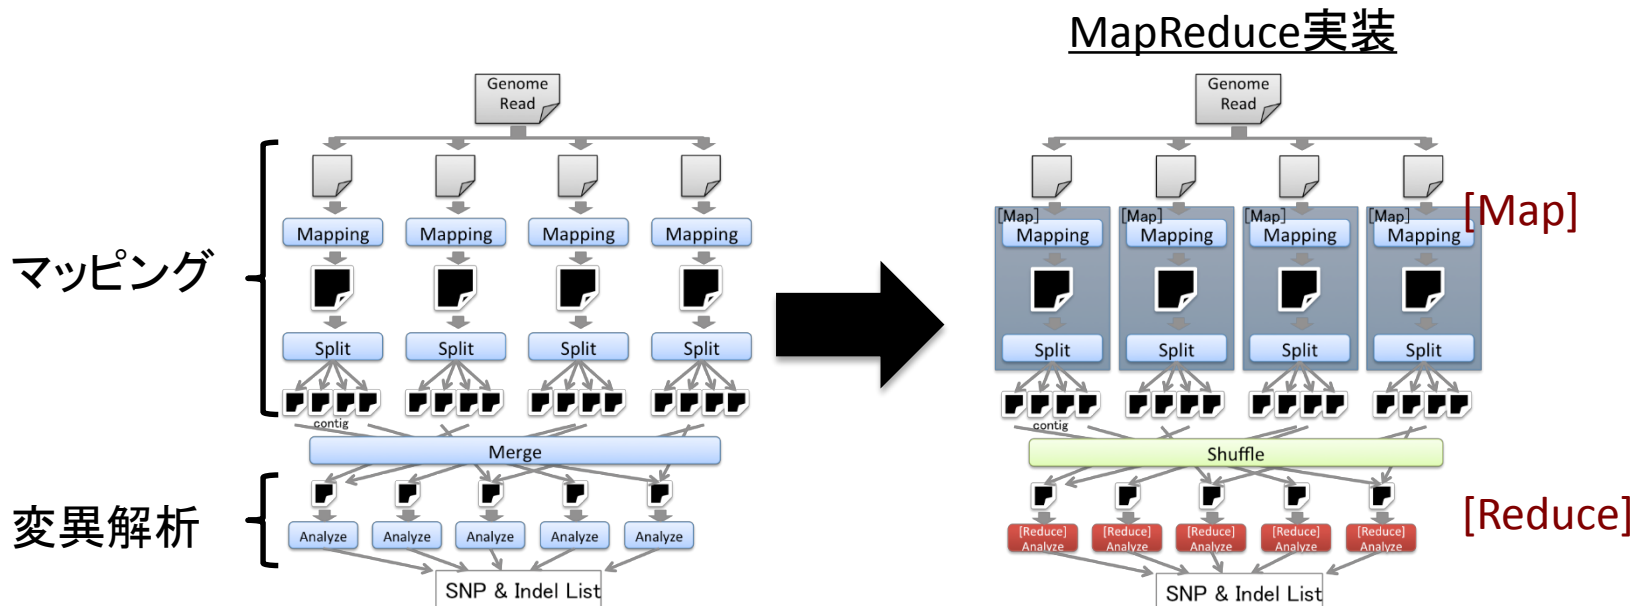 MapReduce実装
Genome
Read
マッピング
Mapping
Mapping
Mapping
Mapping
Split
Split
Split
Split
contig
Merge
変異解析
Analyze
Analyze
Analyze
Analyze
Analyze
SNP & Indel List
Genome
Read
[Map]
[Map]
[Map]
[Map]
[Map]
Mapping
Mapping
Mapping
Mapping
Split
Split
Split
Split
contig
Shuffle
[Reduce]
Analyze
[Reduce]
Analyze
[Reduce]
Analyze
[Reduce]
Analyze
[Reduce]
Analyze
[Reduce]
SNP & Indel List